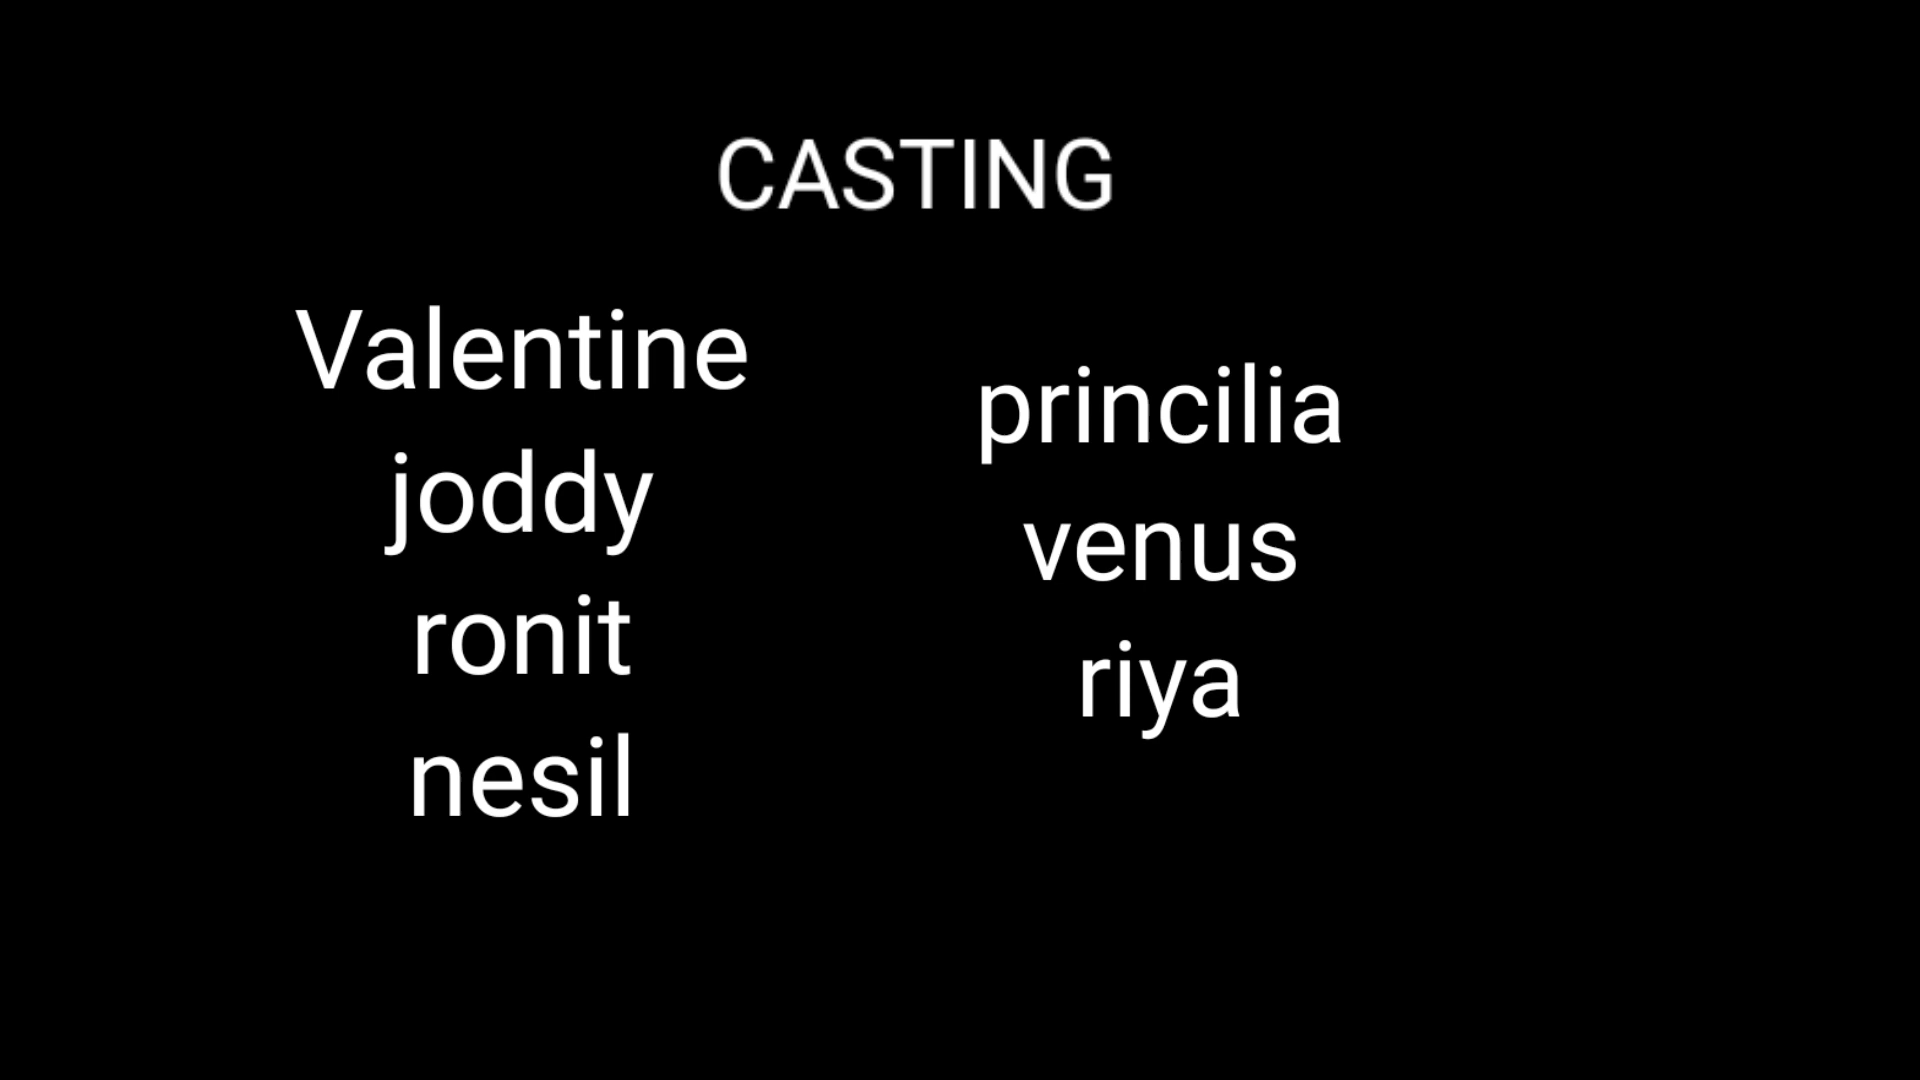 CASTING
Valentine
joddy
ronit
nesil
princilia
venus
riya